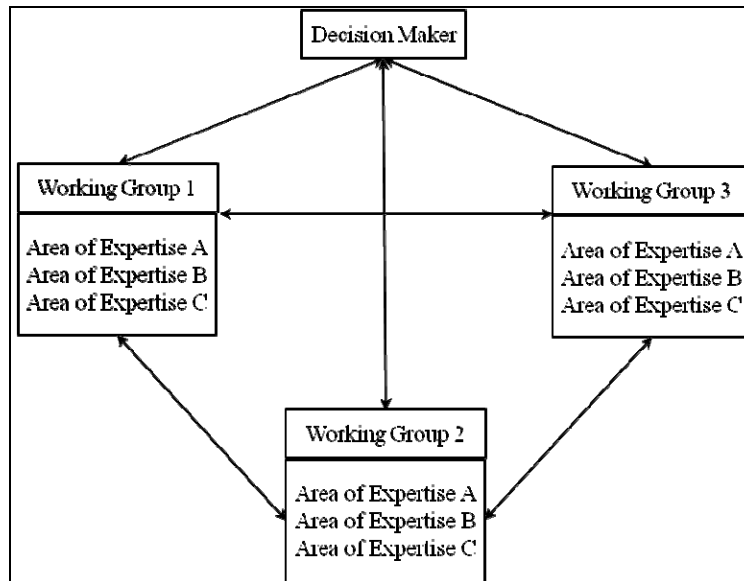 Decision Maker
Working Group 1
Area of Expertise A
Area of Expertise B
Area of Expertise C
Working Group 3
Area of Expertise A
Area of Expertise B
Area of Expertise C
Working Group 2
Area of Expertise A
Area of Expertise B
Area of Expertise C